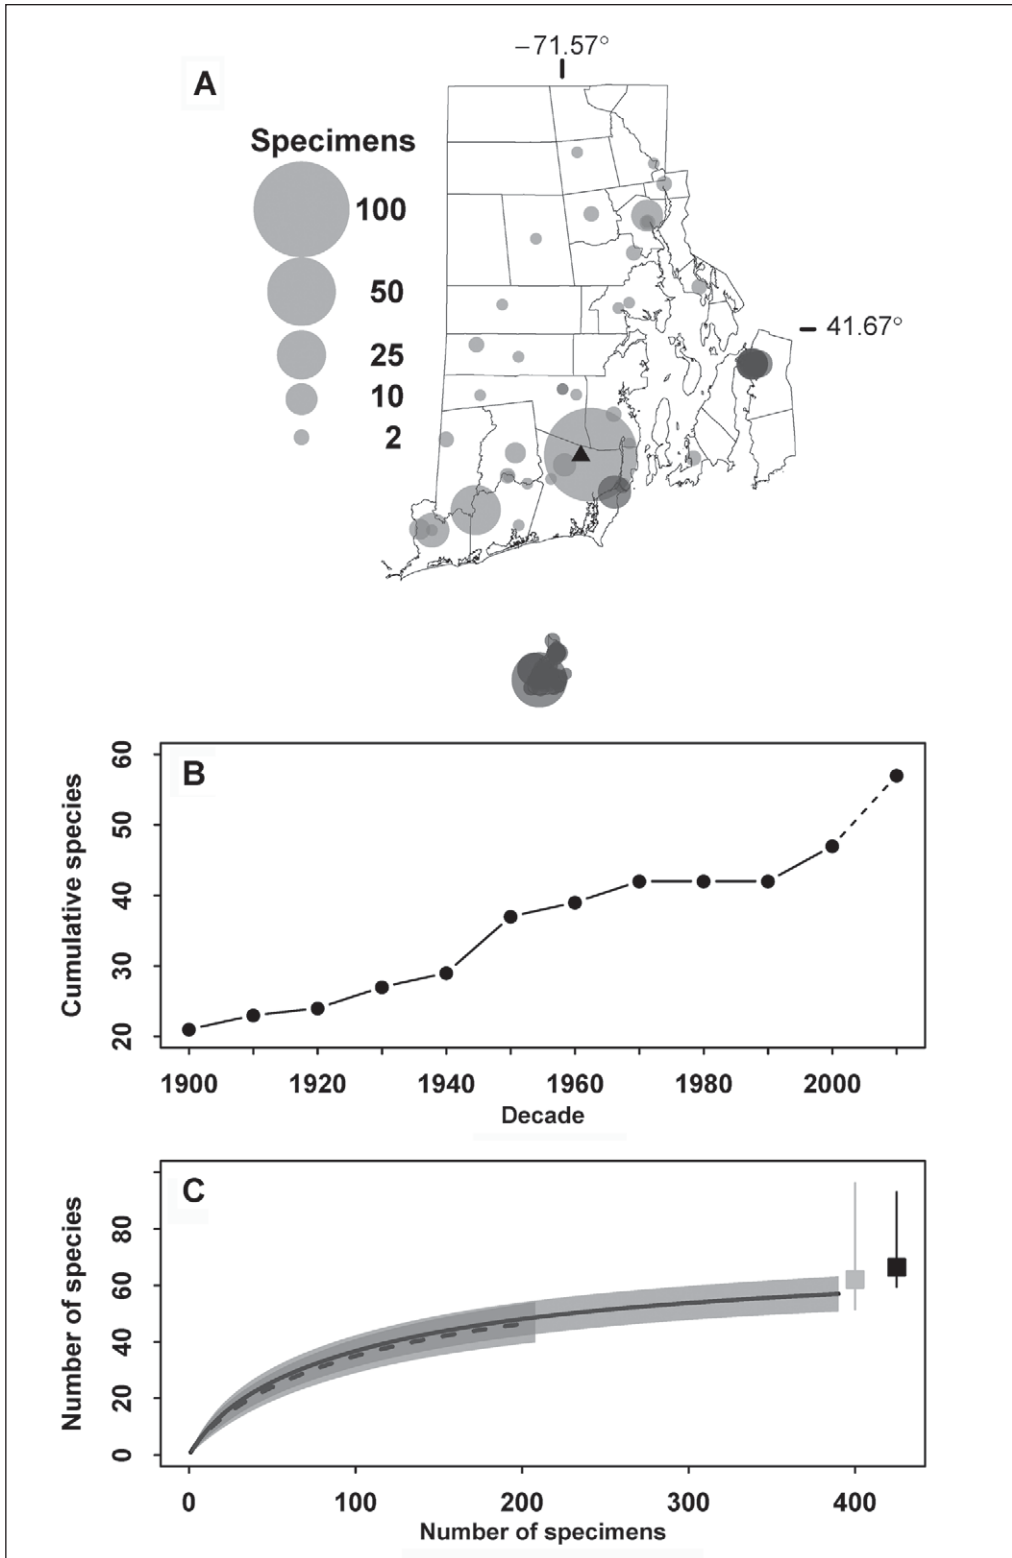 −71.57°
A
Specimens
100
50
25
10
2
41.67°
B
Cumulative species
60
50
40
30
20
1900 1920 1940 1960 1980 2000
Decade
C
Number of species
80
60
40
20
0
0 100 200 300 400
Number of specimens